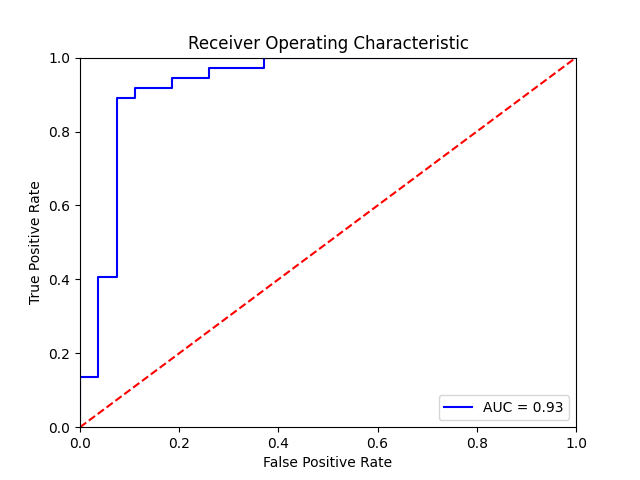 Receiver Operating Characteristic
1.0
0.8
0.6
0.4
0.2
0.0
True Positive Rate
AUC = 0.93
0.0 0.2 0.4 0.6 0.8 1.0
False Positive Rate